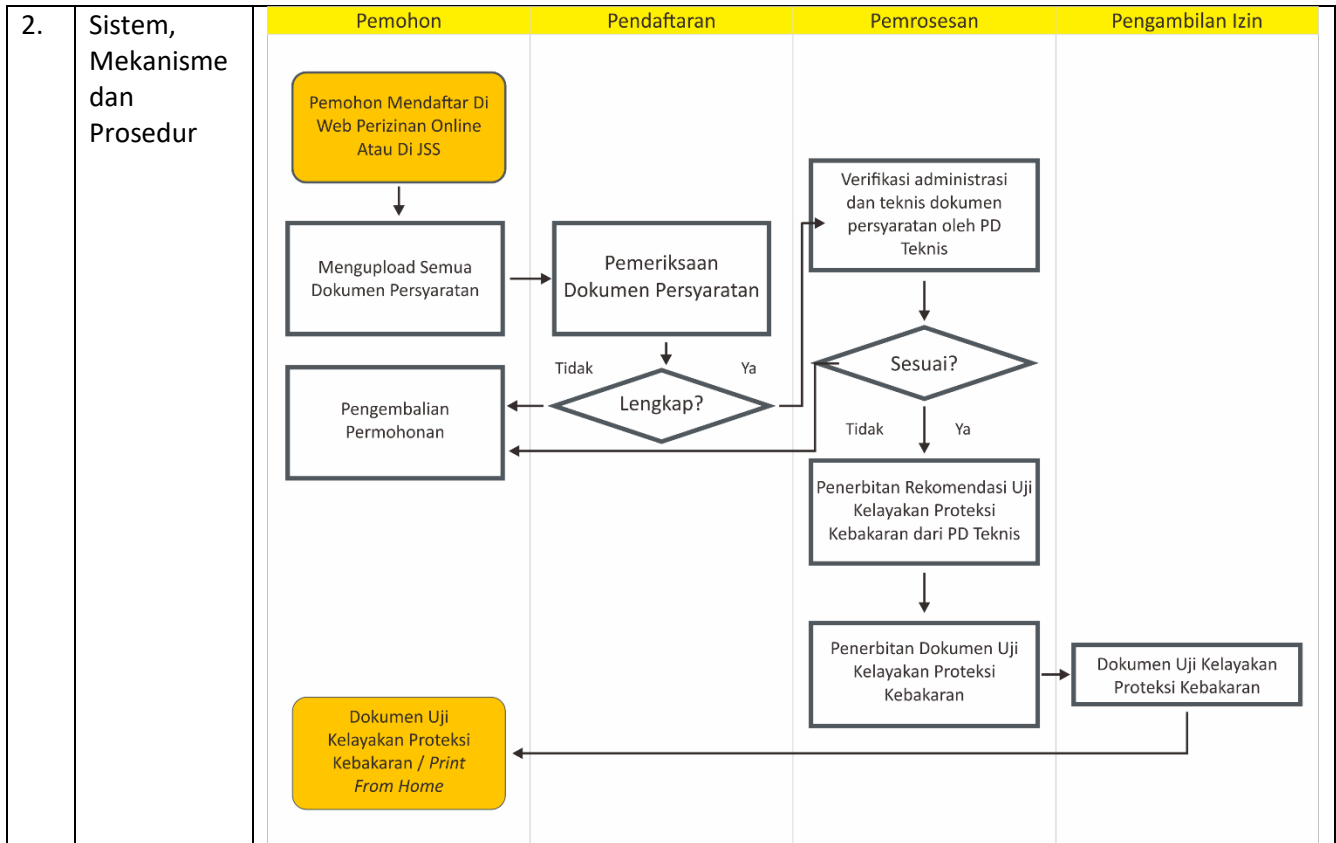 2.
Sistem,
Mekanisme
dan
Prosedur
Pemohon
Pendaftaran
Pemrosesan
Pengambilan Izin
Pemohon Mendaftar Di
Web Perizinan Online
Atau Di JSS
Mengupload Semua
Dokumen Persyaratan
Pemeriksaan
Dokumen Persyaratan
Verifikasi administrasi
dan teknis dokumen
persyaratan oleh PD
Teknis
Tidak
Ya
Lengkap?
Pengembalian
Permohonan
Sesuai?
Tidak
Ya
Penerbitan Rekomendasi Uji
Kelayakan Proteksi
Kebakaran dari PD Teknis
Penerbitan Dokumen Uji
Kelayakan Proteksi
Kebakaran
Dokumen Uji Kelayakan
Proteksi Kebakaran
Dokumen Uji
Kelayakan Proteksi
Kebakaran / Print
From Home